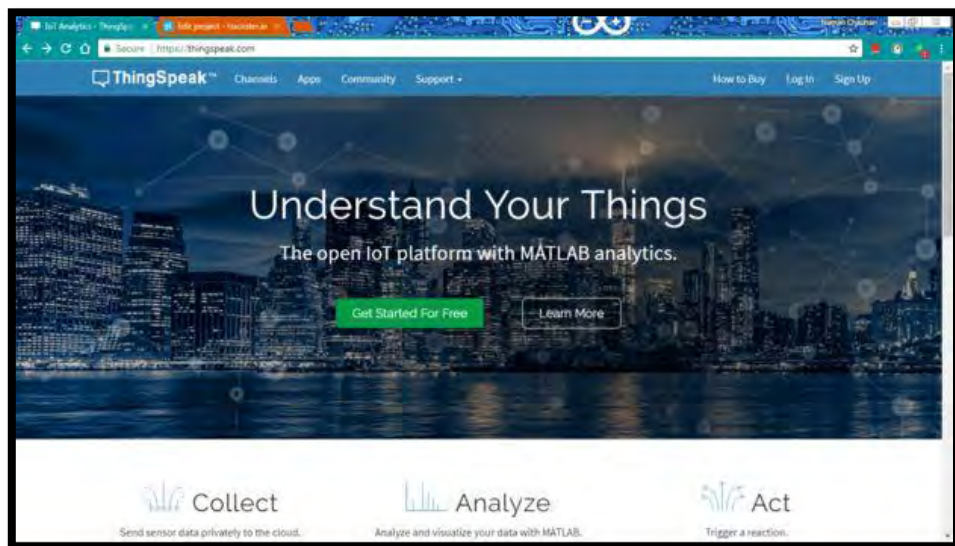 IoT Analytics - ThingSp
Edit project - Hackster.io
Secure https://thingspeak.com
ThingSpeak™ Channels Apps Community Support How to Buy Log In Sign Up
Understand Your Things
The open IoT platform with MATLAB analytics.
Get Started For Free Learn More
Collect Analyze Act
Send sensor data privately to the cloud. Analyze and visualize your data with MATLAB. Trigger a reaction.